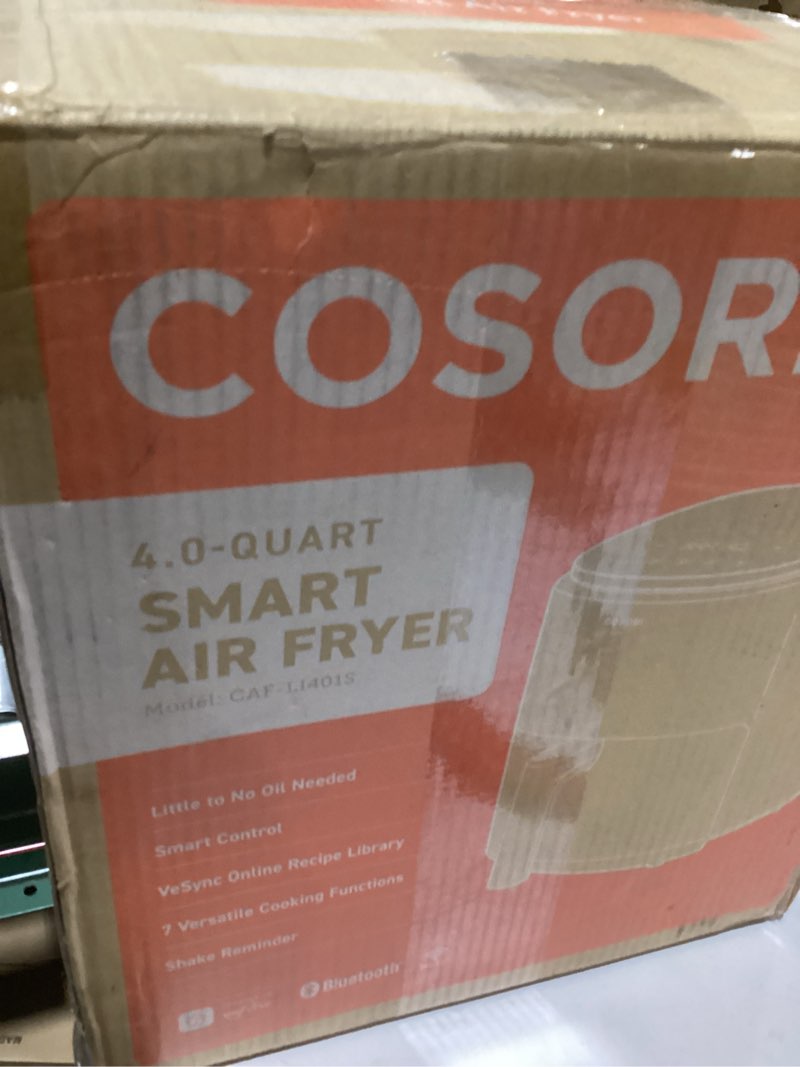 COSORI
4.0-QUART
SMART
AIR FRYER
Model: CAF-LI401S
Little to No Oil Needed
Smart Control
VeSync Online Recipe Library
7 Versatile Cooking Functions
Shake Reminder
Bluetooth